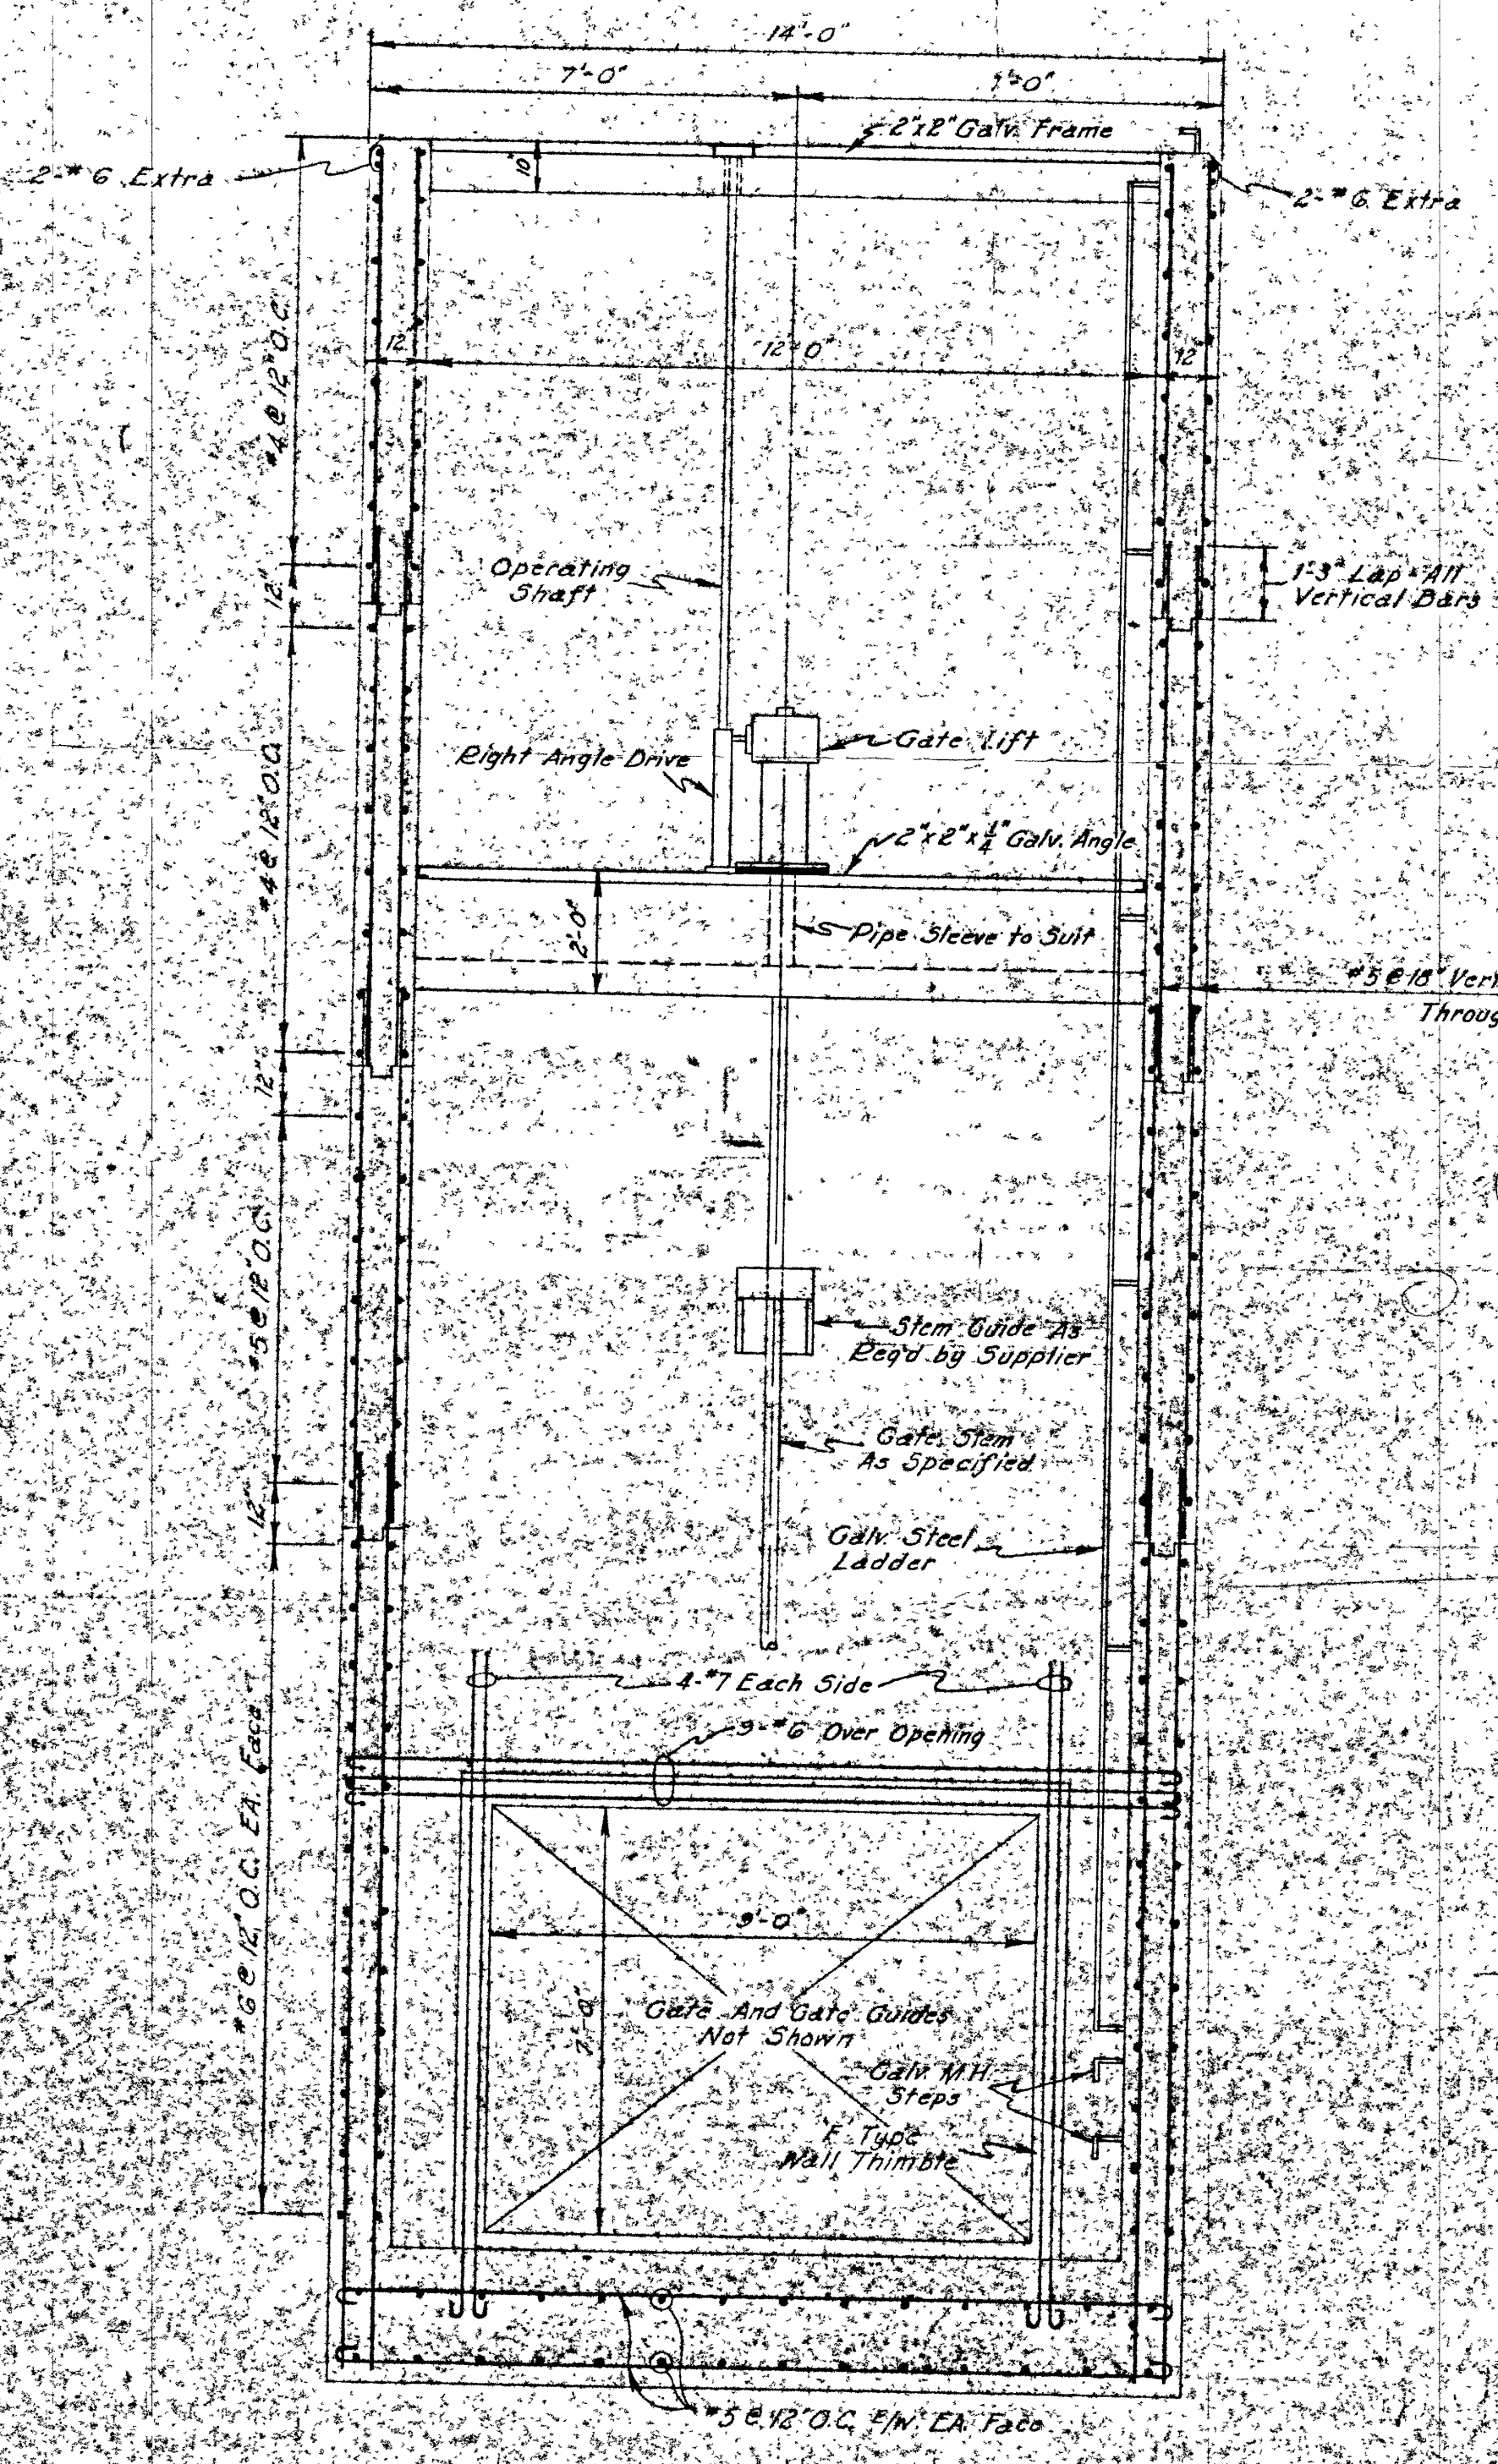 14'-0"
7'-0"
7'-0"
2"x2" Galv. Frame
2-#6 Extra
10"
2-#6 Extra
#4 @ 12" O.C.
12
12'-0"
12
Operating
Shaft
1'-3" Lap All
Vertical Bars
12"
Right Angle Drive
Gate Lift
#4 @ 12" O.C.
2"x2"x1/4" Galv. Angle
2'-0"
Pipe Sleeve to Suit
#5 @ 18" Vert
Throug
12"
#5 @ 12" O.C.
Stem Guide As
Req'd by Supplier
Gate Stem
As Specified
12"
Galv. Steel
Ladder
4-#7 Each Side
9-#6 Over Opening
#6 @ 12" O.C. EA. Face
9'-0"
7'-0"
Gate And Gate Guides
Not Shown
Galv. M.H.
Steps
F Type
Wall Thimble
#5 @ 12" O.C. E/W. EA. Face